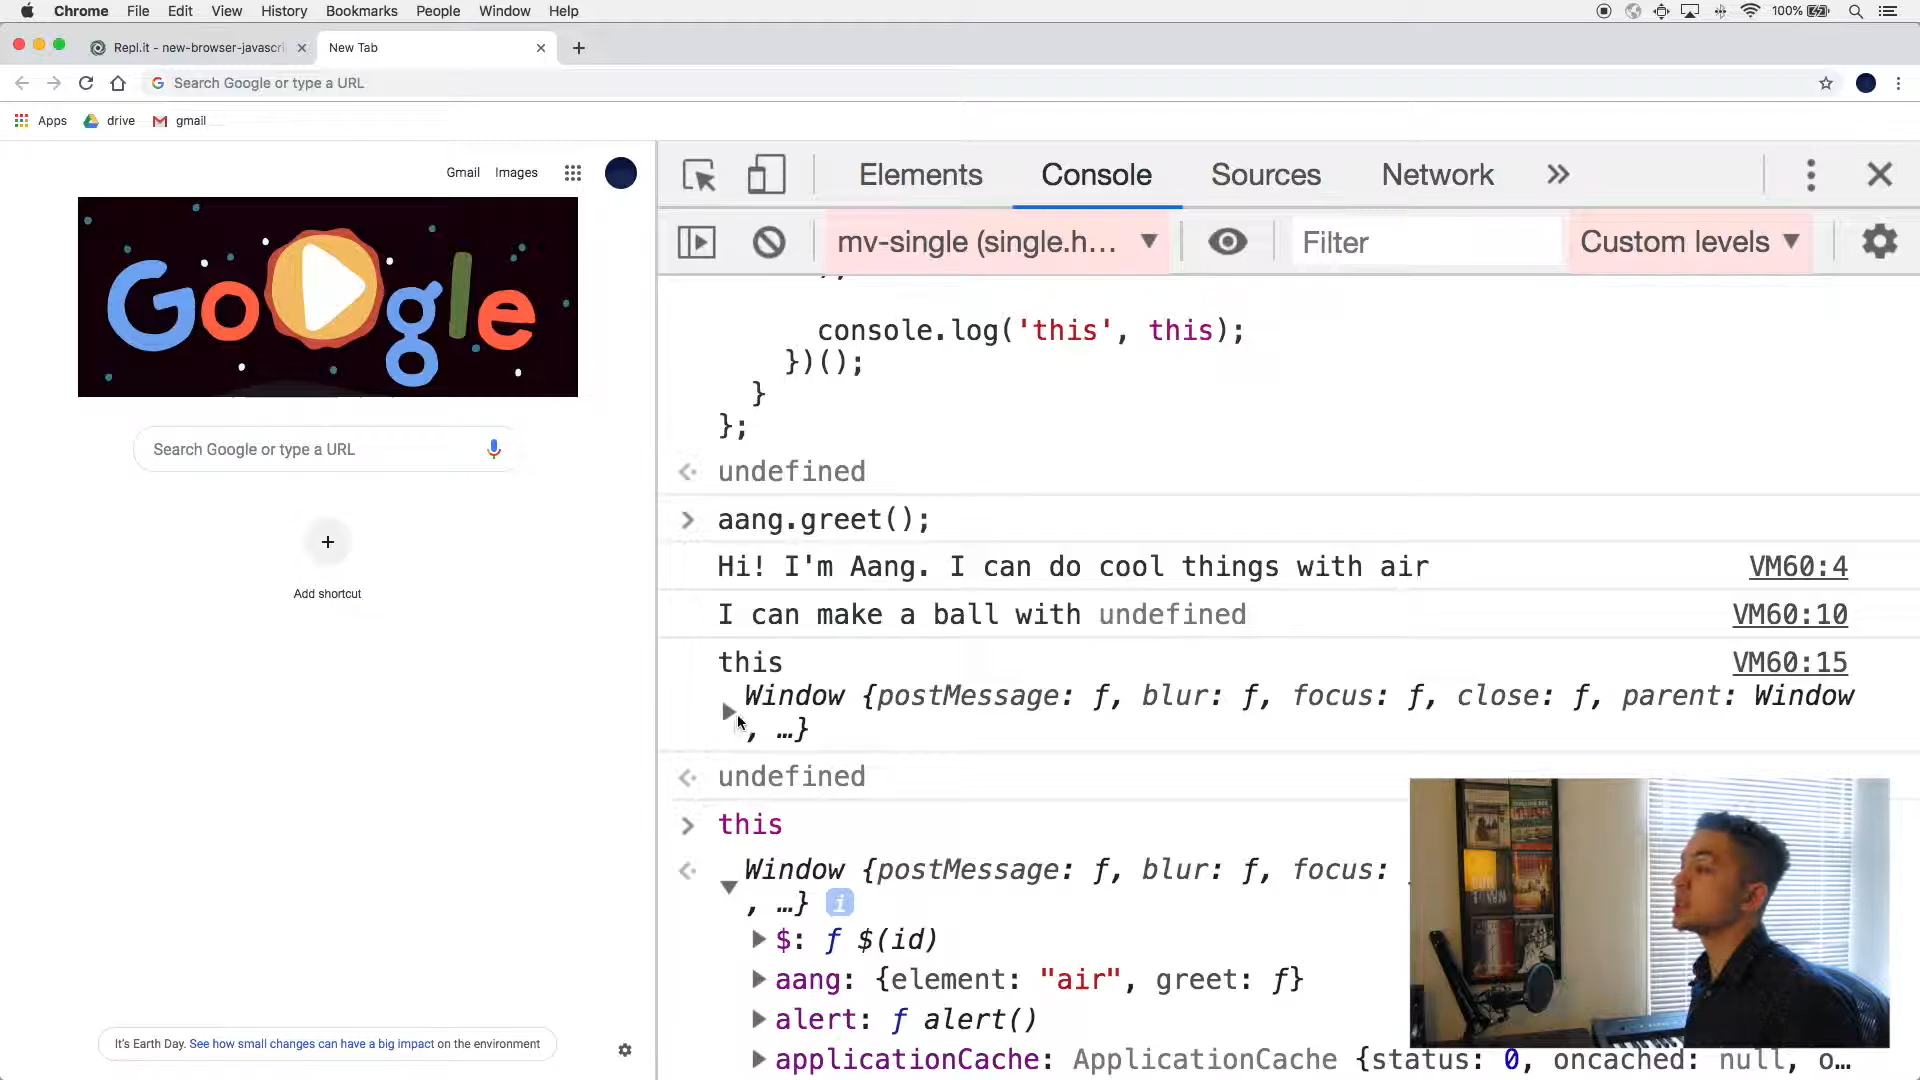 Chrome File Edit View History Bookmarks People Window Help 100%
Repl.it - new-browser-javascri New Tab
Search Google or type a URL
Apps drive gmail
Gmail Images
Google
Search Google or type a URL
Add shortcut
It's Earth Day. See how small changes can have a big impact on the environment
Elements Console Sources Network »
mv-single (single.h... ▼ Filter Custom levels ▼
console.log('this', this);
})();
}
};
undefined
> aang.greet();
Hi! I'm Aang. I can do cool things with air VM60:4
I can make a ball with undefined VM60:10
this VM60:15
Window {postMessage: ƒ, blur: ƒ, focus: ƒ, close: ƒ, parent: Window
, …}
undefined
> this
Window {postMessage: ƒ, blur: ƒ, focus:
, …} i
$: ƒ $(id)
aang: {element: "air", greet: ƒ}
alert: ƒ alert()
applicationCache: ApplicationCache {status: 0, oncached: null, o…